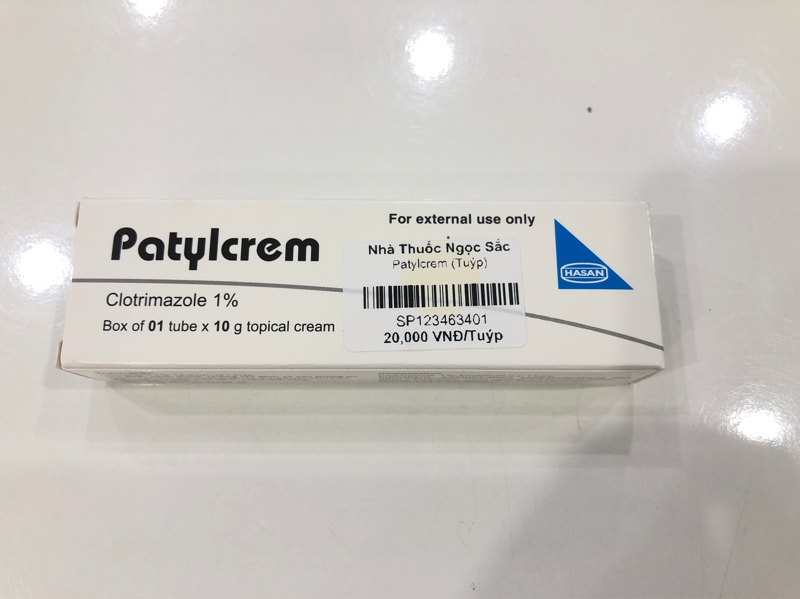 For external use only
Patylcrem
HASAN
Clotrimazole 1%
Box of 01 tube x 10 g topical cream
Nhà Thuốc Ngọc Sắc
Patylcrem (Tuýp)
SP123463401
20,000 VNĐ/Tuýp